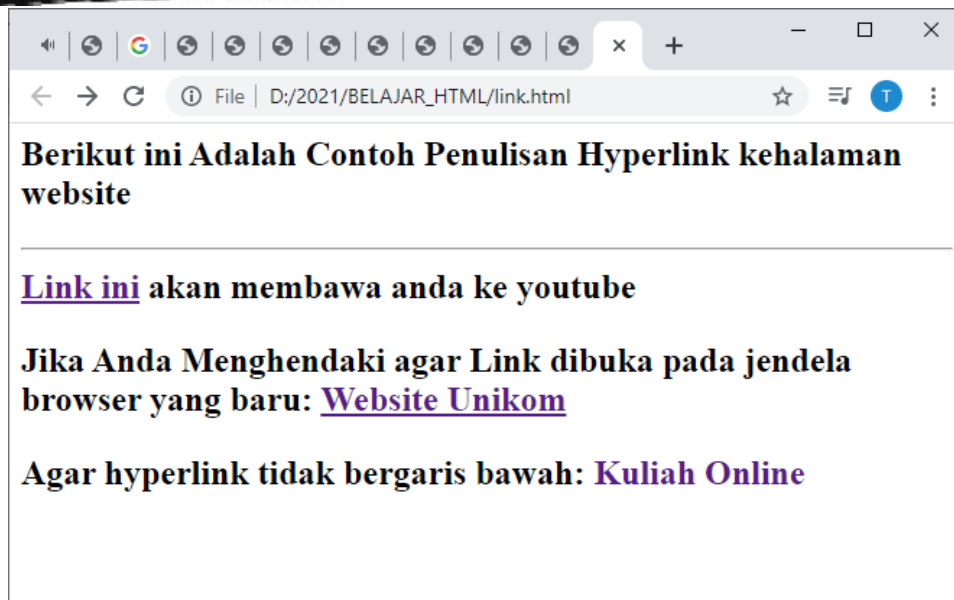 File D:/2021/BELAJAR_HTML/link.html
T
Berikut ini Adalah Contoh Penulisan Hyperlink kehalaman
website
Link ini akan membawa anda ke youtube
Jika Anda Menghendaki agar Link dibuka pada jendela
browser yang baru: Website Unikom
Agar hyperlink tidak bergaris bawah: Kuliah Online